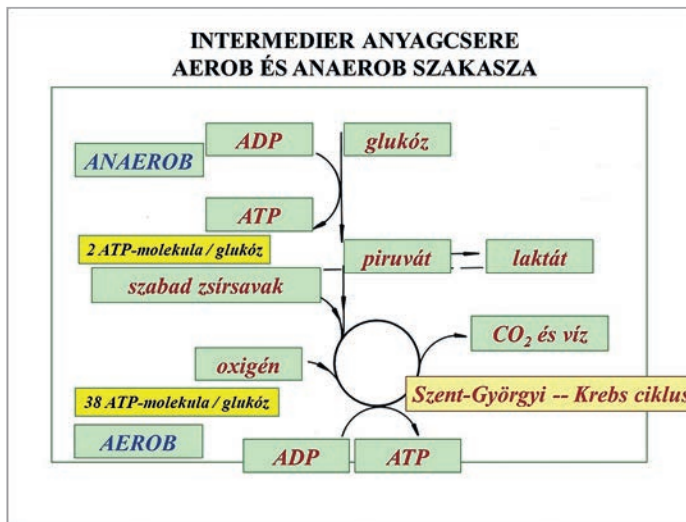 INTERMEDIER ANYAGCSERE
AEROB ÉS ANAEROB SZAKASZA
ADP
glukóz
ANAEROB
ATP
2 ATP-molekula / glukóz
piruvát
laktát
szabad zsírsavak
CO₂ és víz
oxigén
38 ATP-molekula / glukóz
Szent-Györgyi -- Krebs ciklus
AEROB
ADP
ATP